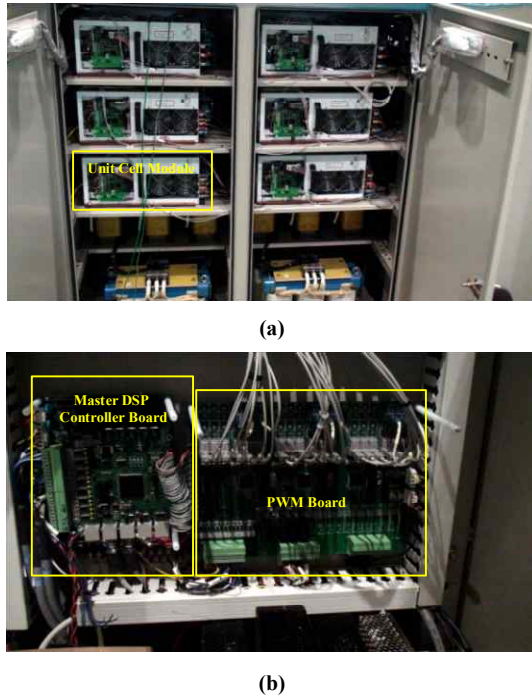 Unit Cell Module
(a)
Master DSP
Controller Board
PWM Board
(b)